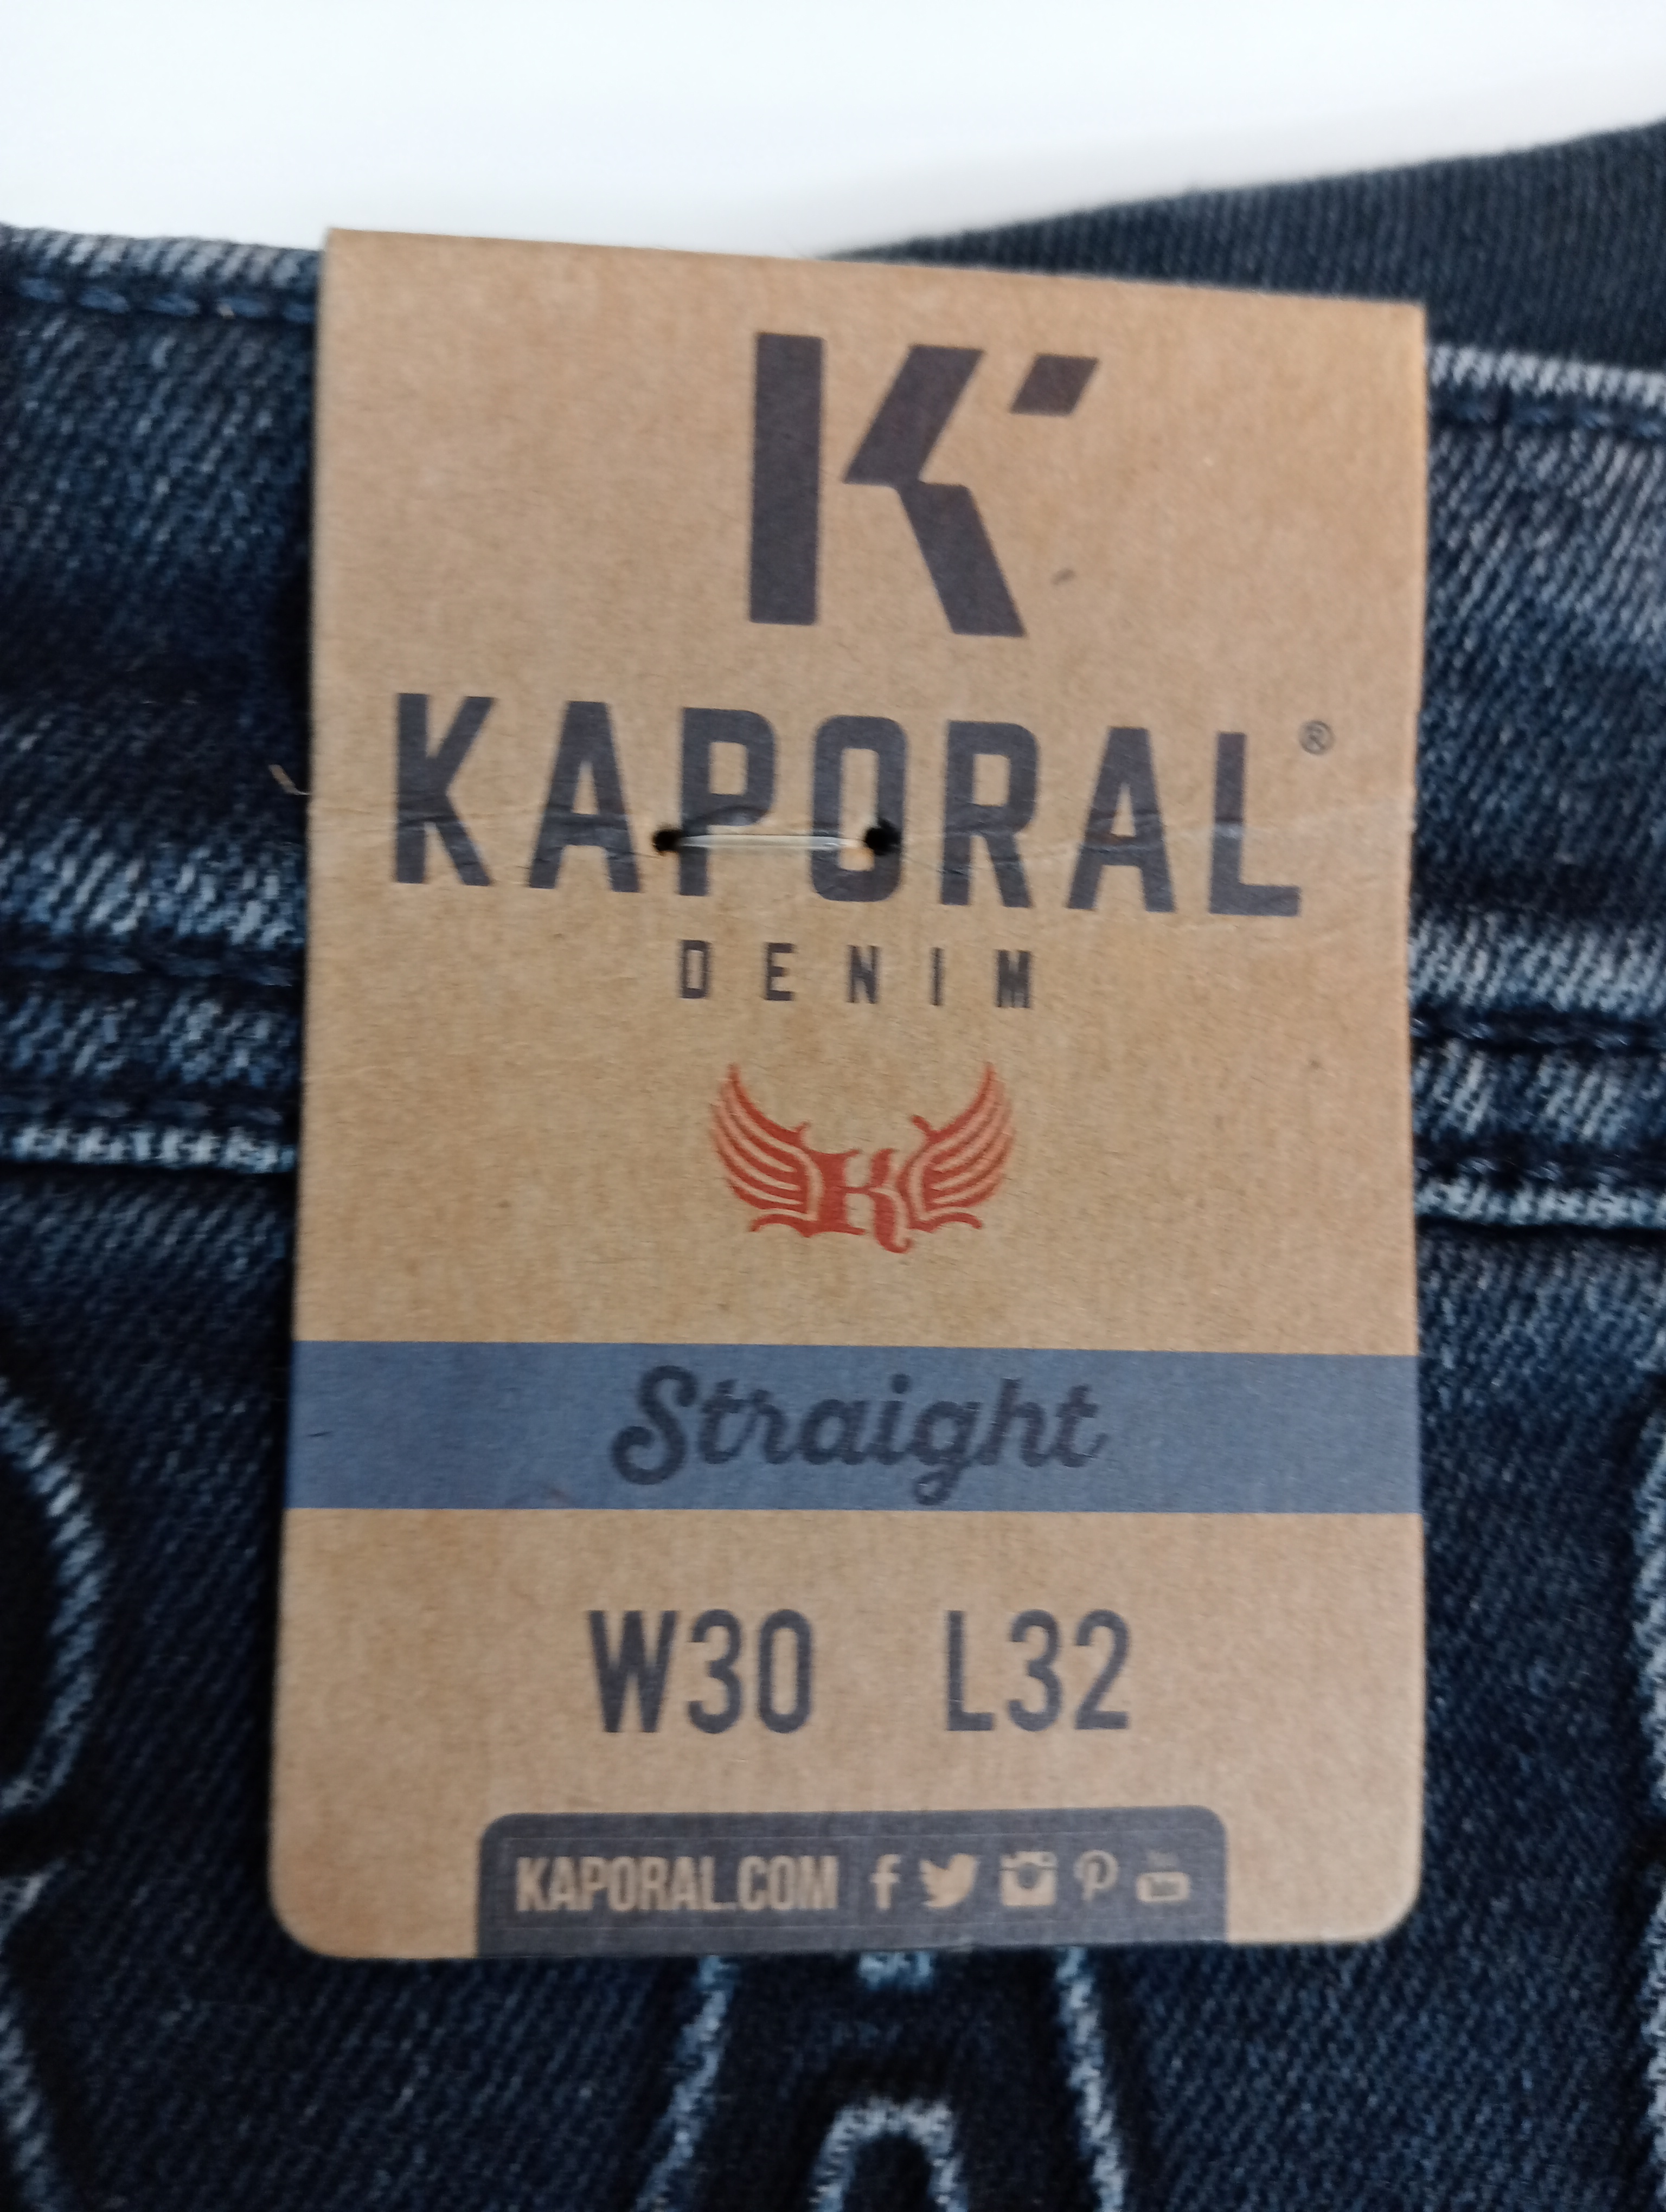 K
KAPORAL®
DENIM
K
Straight
W30 L32
KAPORAL.COM